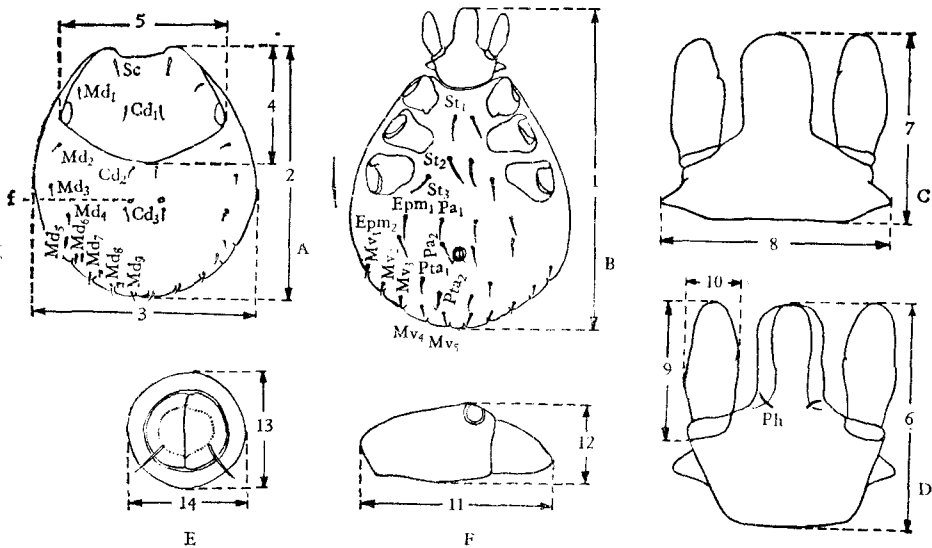 5
Sc
Md1
Cd1
4
Md2
Cd2
2
f
Md3
Md4
Cd3
Md5
Md6
Md7
Md8
Md9
A
3
St1
St2
St3
Epm1
Pa1
Epm2
Pa2
Mv1
Mv2
Mv3
Pta1
Pta2
Mv4
Mv5
1
B
7
C
8
10
9
Ph
6
D
13
14
E
12
11
F